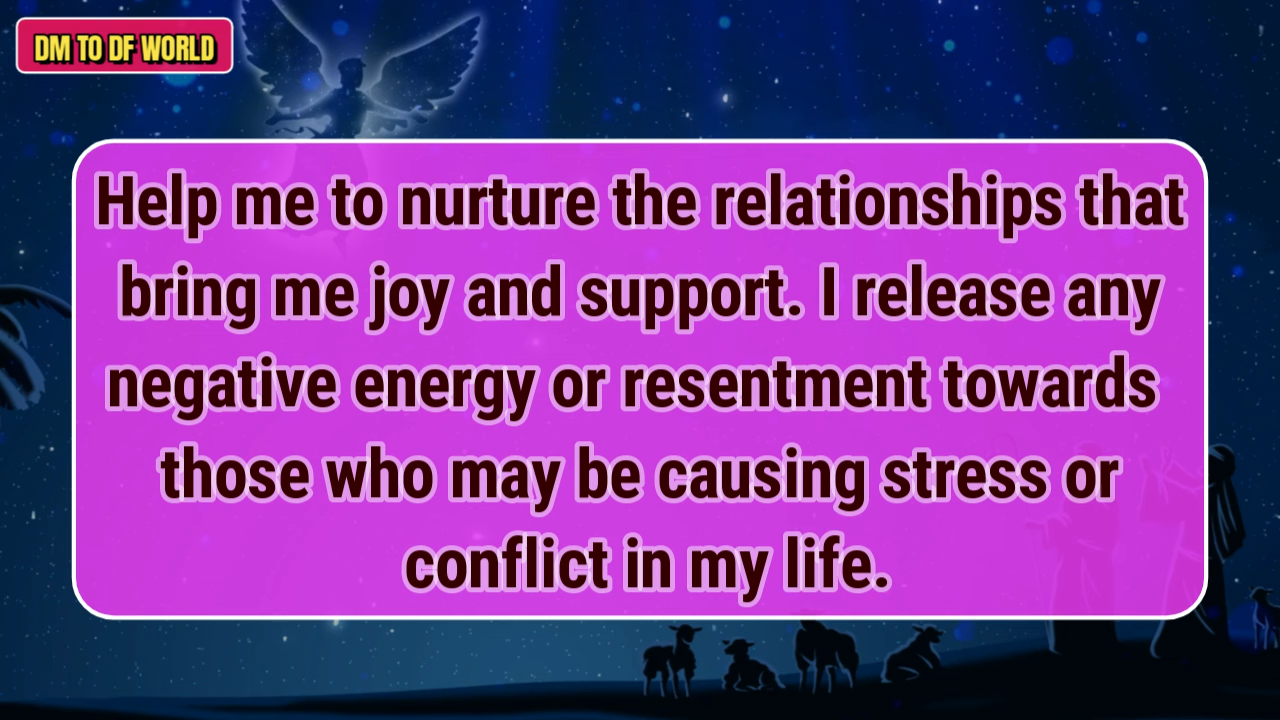 DM TO DF WORLD
Help me to nurture the relationships that
bring me joy and support. I release any
negative energy or resentment towards
those who may be causing stress or
conflict in my life.